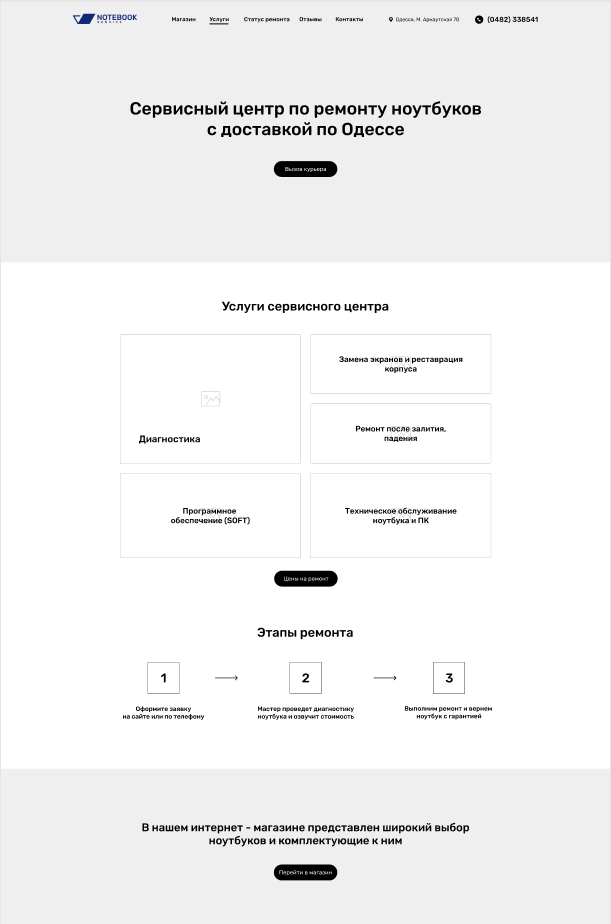 NOTEBOOK
SERVICE
Магазин Услуги Статус ремонта Отзывы Контакты Одесса, М. Арнаутская 70 (0482) 338541
Сервисный центр по ремонту ноутбуков
с доставкой по Одессе
Вызов курьера
Услуги сервисного центра
Диагностика
Замена экранов и реставрация
корпуса
Ремонт после залития,
падения
Программное
обеспечение (SOFT)
Техническое обслуживание
ноутбука и ПК
Цены на ремонт
Этапы ремонта
1
2
3
Оформите заявку
на сайте или по телефону
Мастер проведет диагностику
ноутбука и озвучит стоимость
Выполним ремонт и вернем
ноутбук с гарантией
В нашем интернет - магазине представлен широкий выбор
ноутбуков и комплектующие к ним
Перейти в магазин